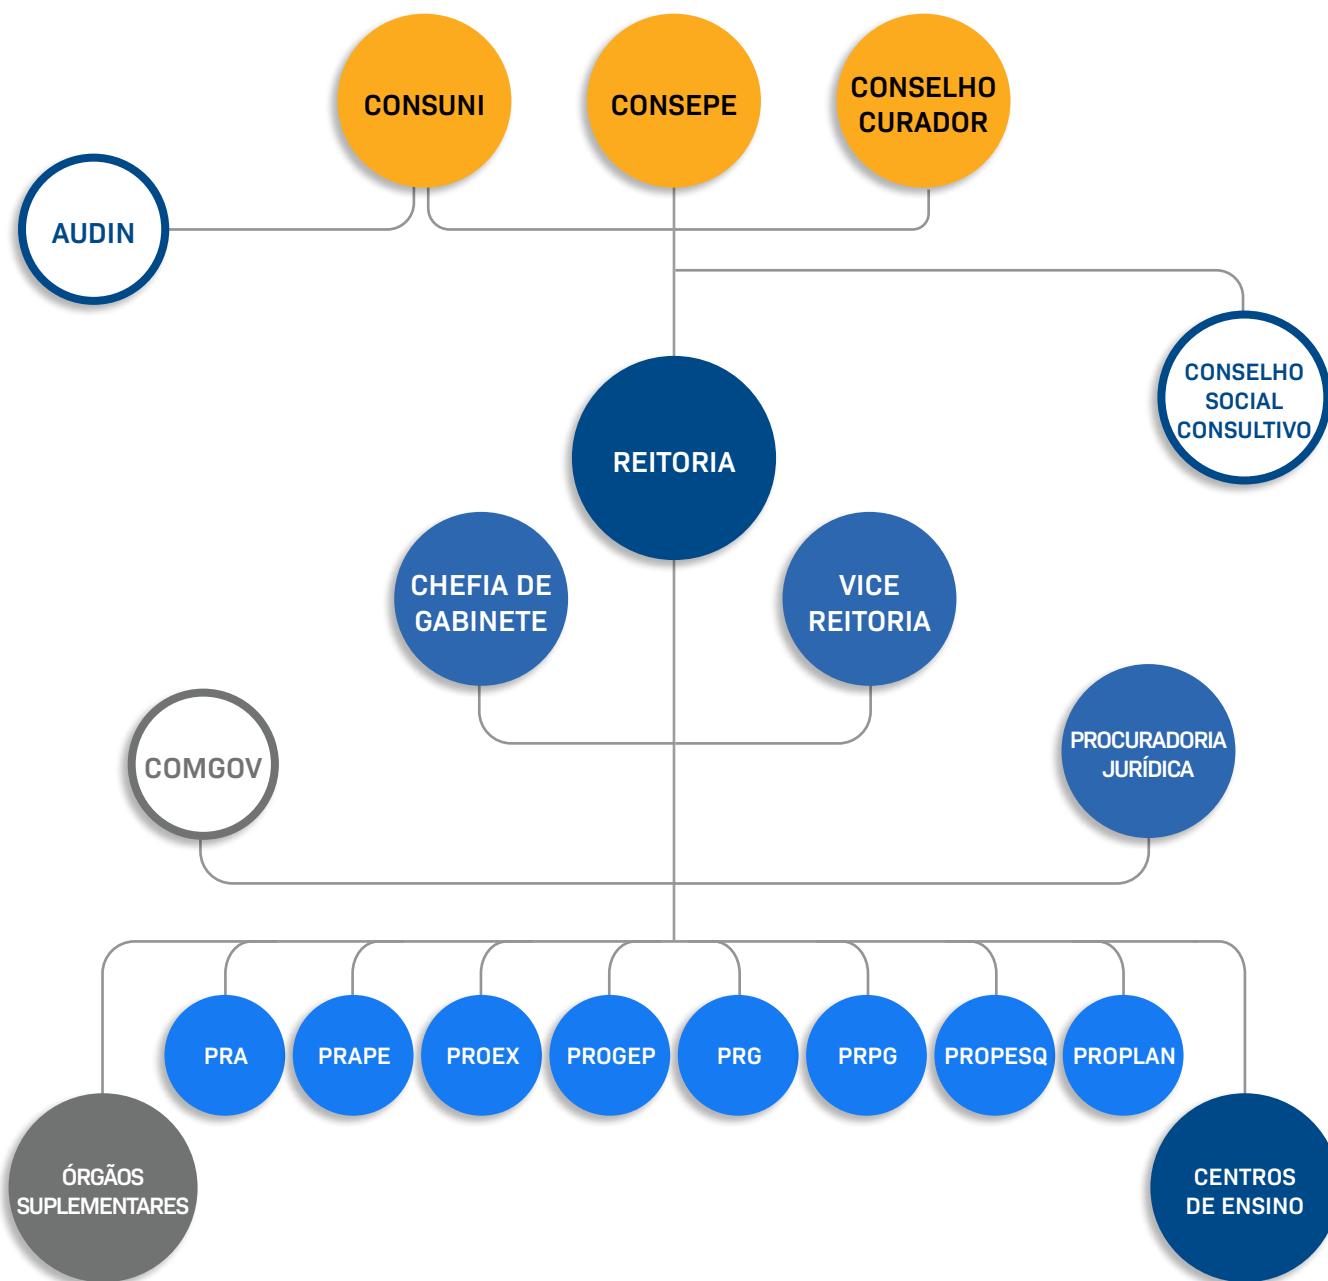 CONSUNI
CONSEPE
CONSELHO
CURADOR
AUDIN
CONSELHO
SOCIAL
CONSULTIVO
REITORIA
CHEFIA DE
GABINETE
VICE
REITORIA
COMGOV
PROCURADORIA
JURÍDICA
PRA
PRAPE
PROEX
PROGEP
PRG
PRPG
PROPESQ
PROPLAN
ÓRGÃOS
SUPLEMENTARES
CENTROS
DE ENSINO